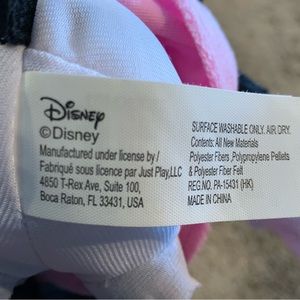 Disney
©Disney
Manufactured under license by /
Fabriqué sous licence par Just Play,LLC
4850 T-Rex Ave, Suite 100,
Boca Raton, FL 33431, USA
SURFACE WASHABLE ONLY. AIR DRY.
Contents: All New Materials
Polyester Fibers ,Polypropylene Pellets
& Polyester Fiber Felt
REG.NO. PA-15431 (HK)
MADE IN CHINA